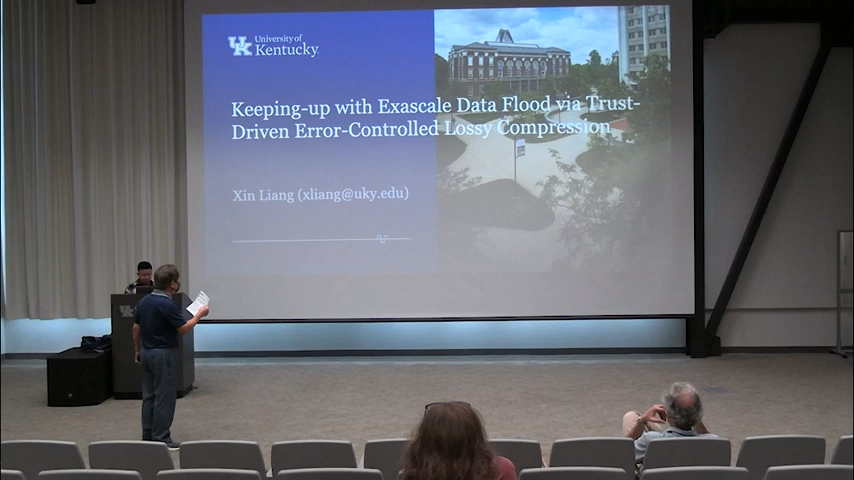 University of
Kentucky
Keeping-up with Exascale Data Flood via Trust-
Driven Error-Controlled Lossy Compression
Xin Liang (xliang@uky.edu)